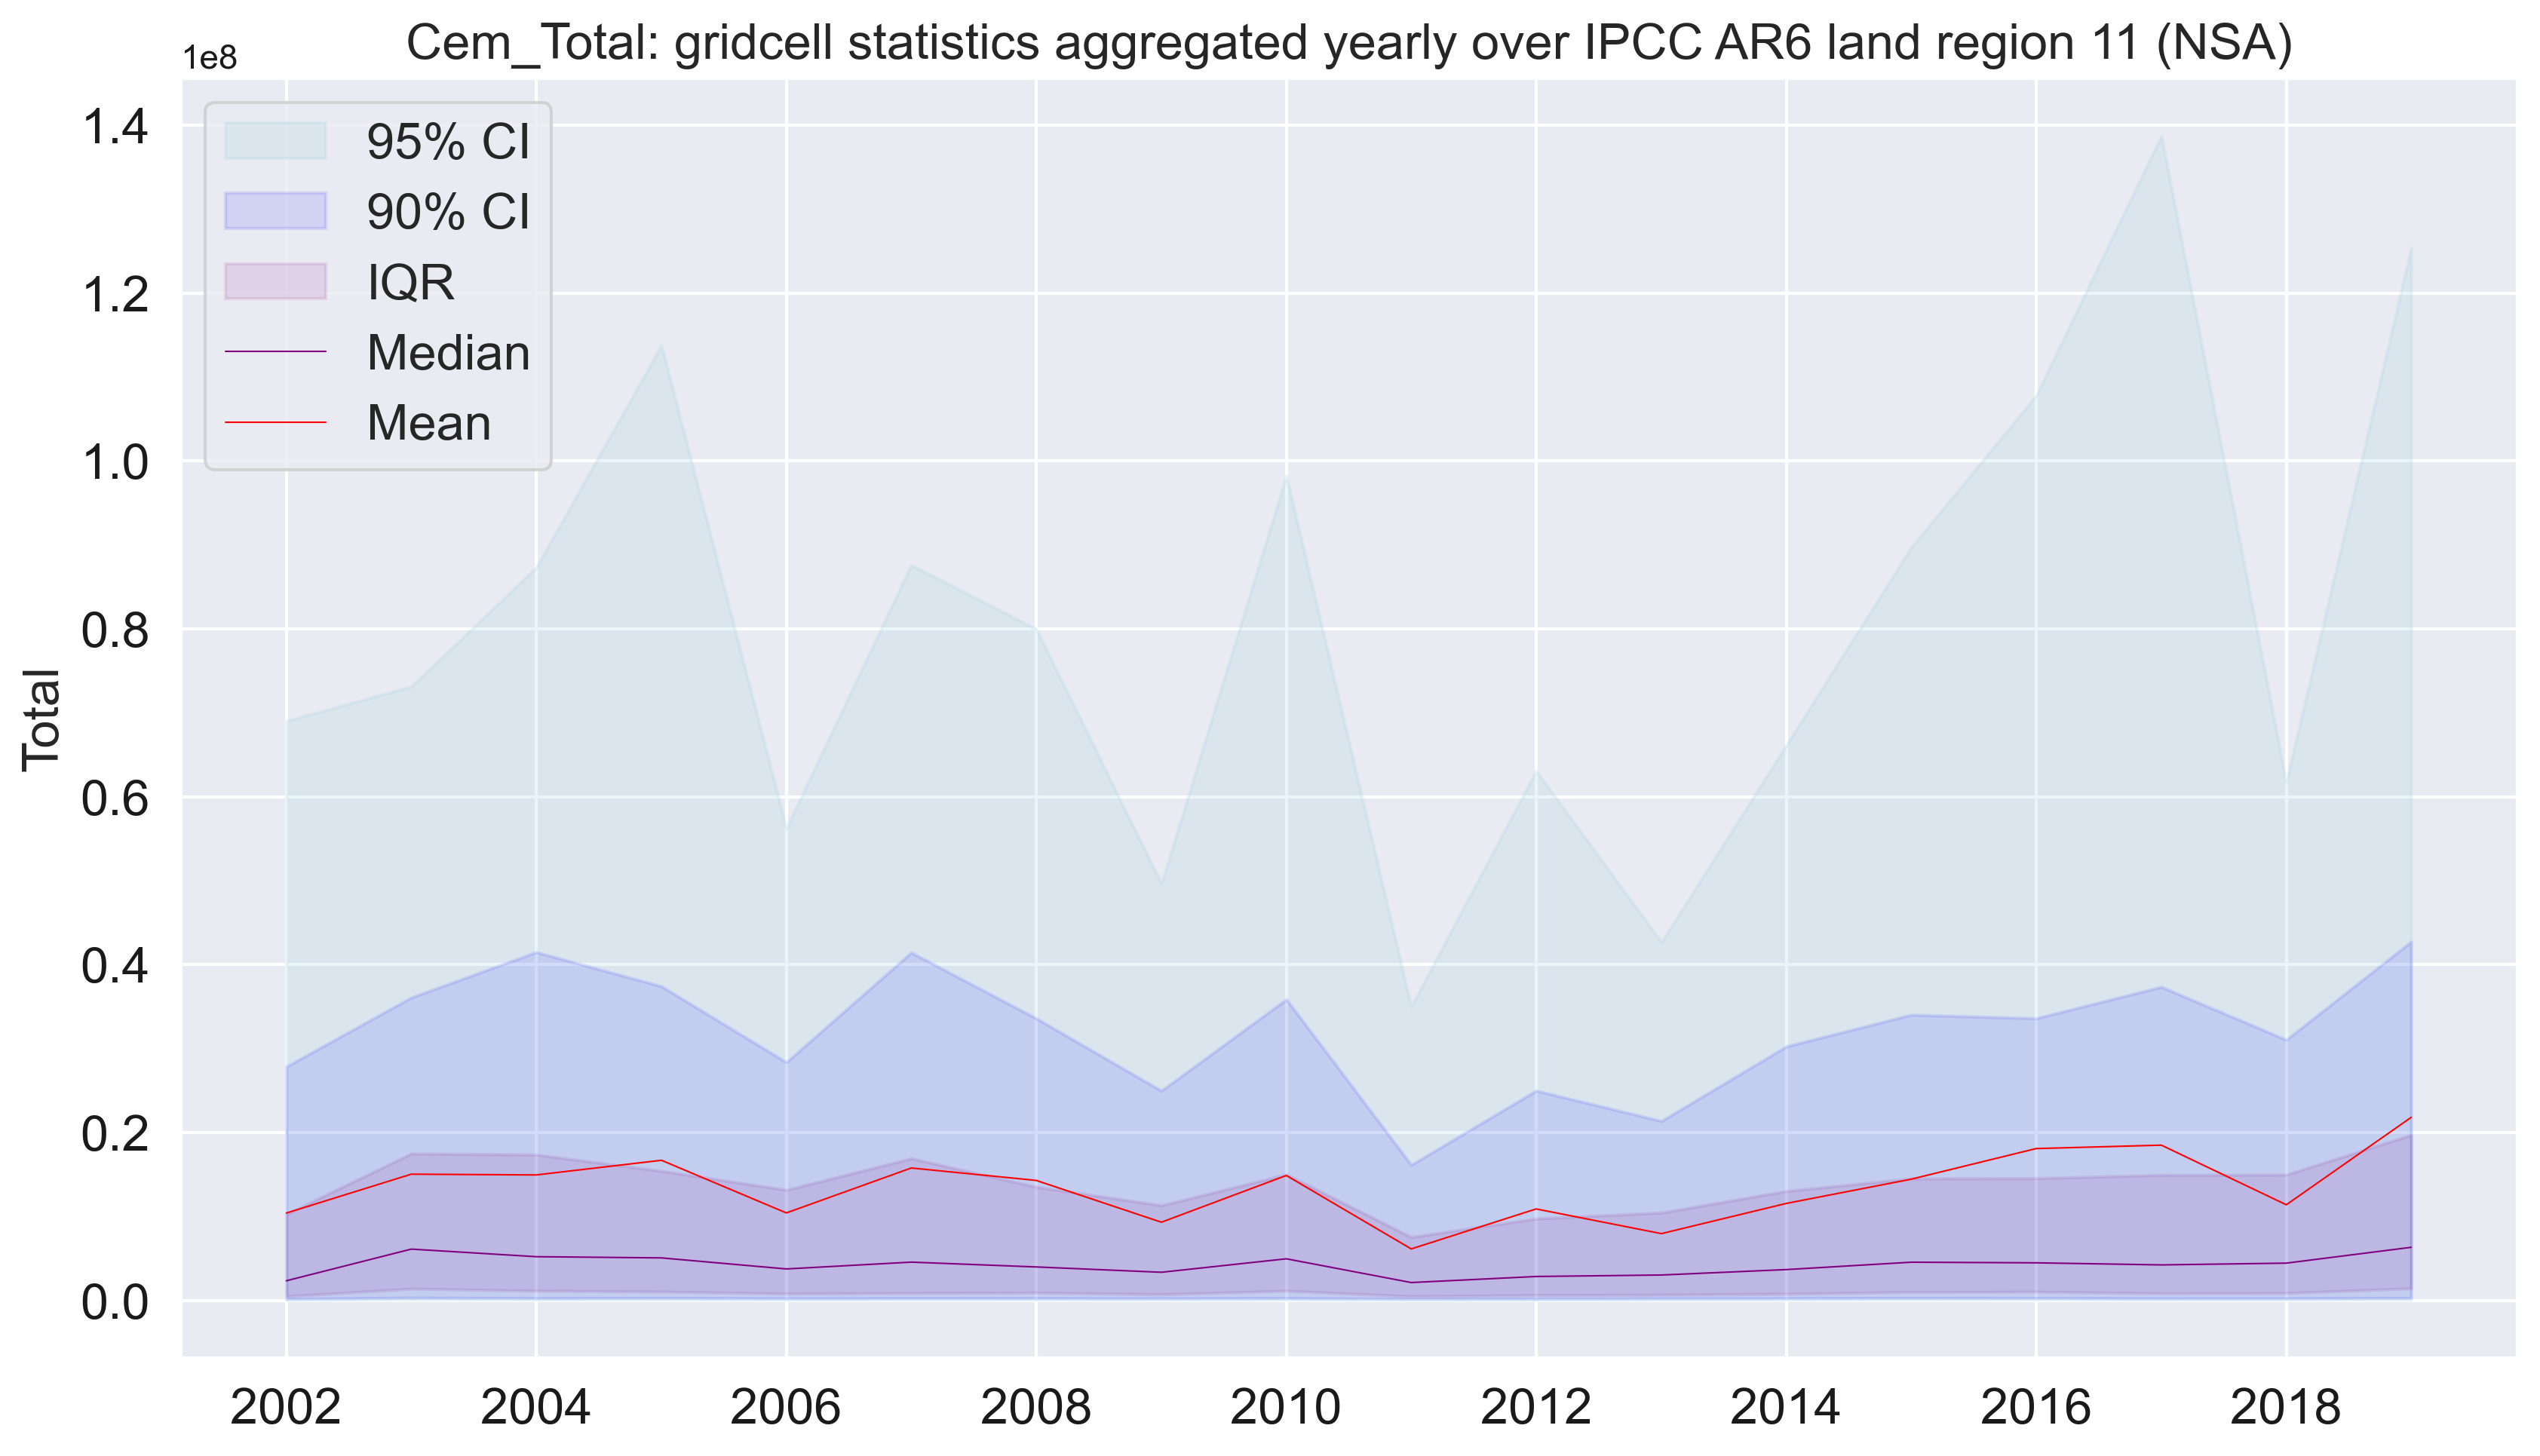 Cem_Total: gridcell statistics aggregated yearly over IPCC AR6 land region 11 (NSA)
1e8
1.4
1.2
1.0
0.8
0.6
0.4
0.2
0.0
Total
95% CI
90% CI
IQR
Median
Mean
2002 2004 2006 2008 2010 2012 2014 2016 2018